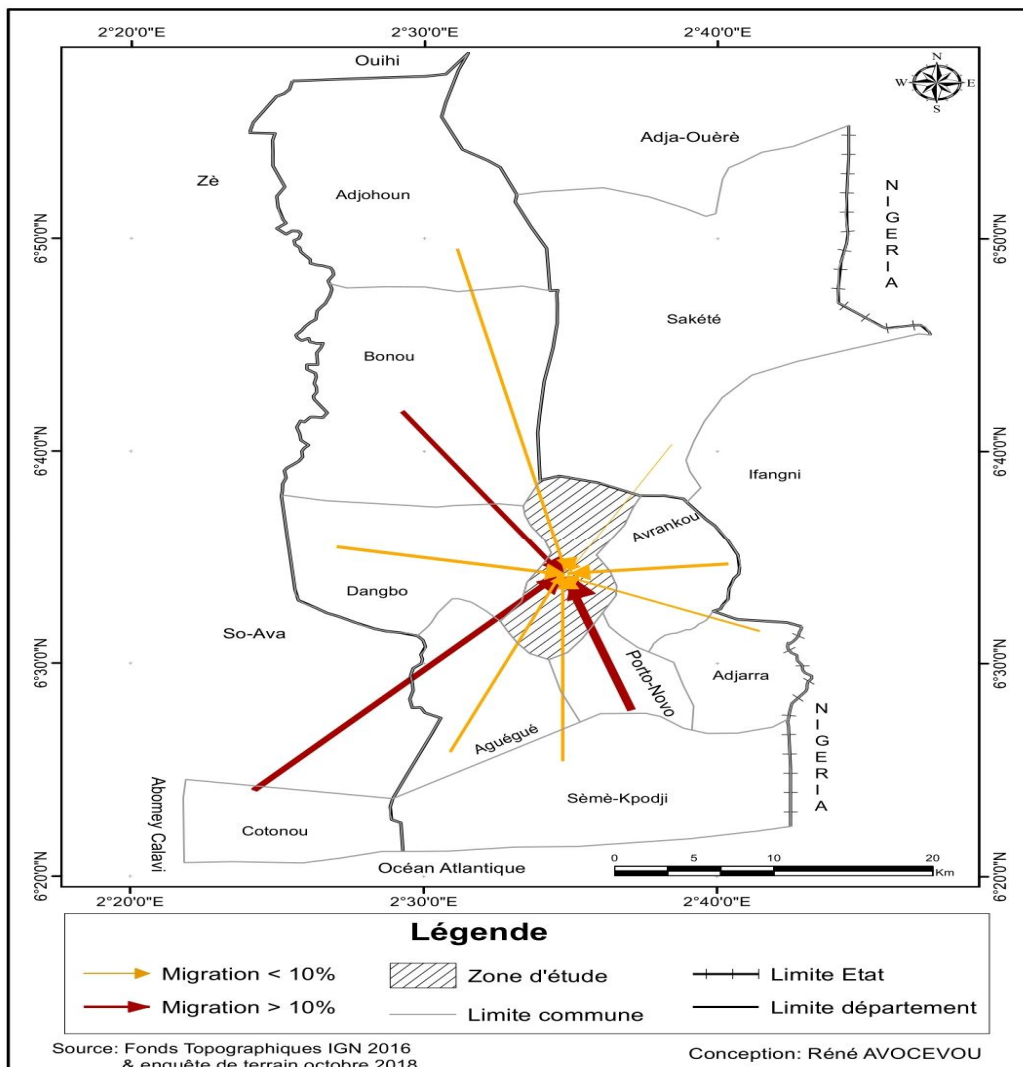 2°20'0"E 2°30'0"E 2°40'0"E
Ouihi
N
W E
S
Adja-Ouèrè
Zè
Adjohoun
NIGERIA
6°50'0"N 6°50'0"N
Sakété
Bonou
6°40'0"N 6°40'0"N
Ifangni
Avrankou
Dangbo
So-Ava
6°30'0"N 6°30'0"N
Porto-Novo
Adjarra
NIGERIA
Aguégué
Sèmè-Kpodji
Abomey Calavi
Cotonou
Océan Atlantique
0 5 10 20
Km
6°20'0"N 6°20'0"N
2°20'0"E 2°30'0"E 2°40'0"E
Légende
Migration < 10% Zone d'étude Limite Etat
Migration > 10% Limite commune Limite département
Source: Fonds Topographiques IGN 2016
& enquête de terrain octobre 2018
Conception: Réné AVOCEVOU